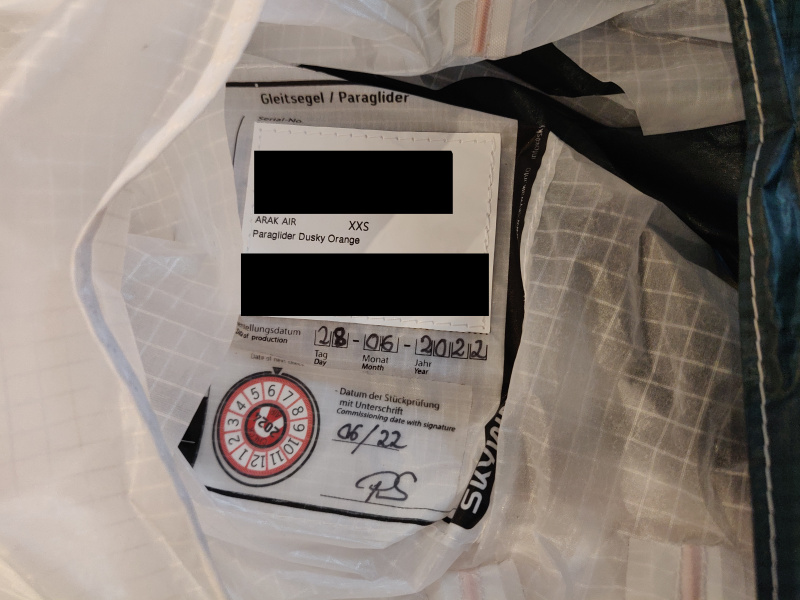 Gleitsegel / Paraglider
Serial-No.
ARAK AIR XXS
Paraglider Dusky Orange
ellungsdatum
of production
28-06-2022
Tag Monat Jahr
Day Month Year
- Datum der Stückprüfung
mit Unterschrift
Commissioning date with signature
06/22
1 2 3 4 5 6 7 8 9 10 11 12
202